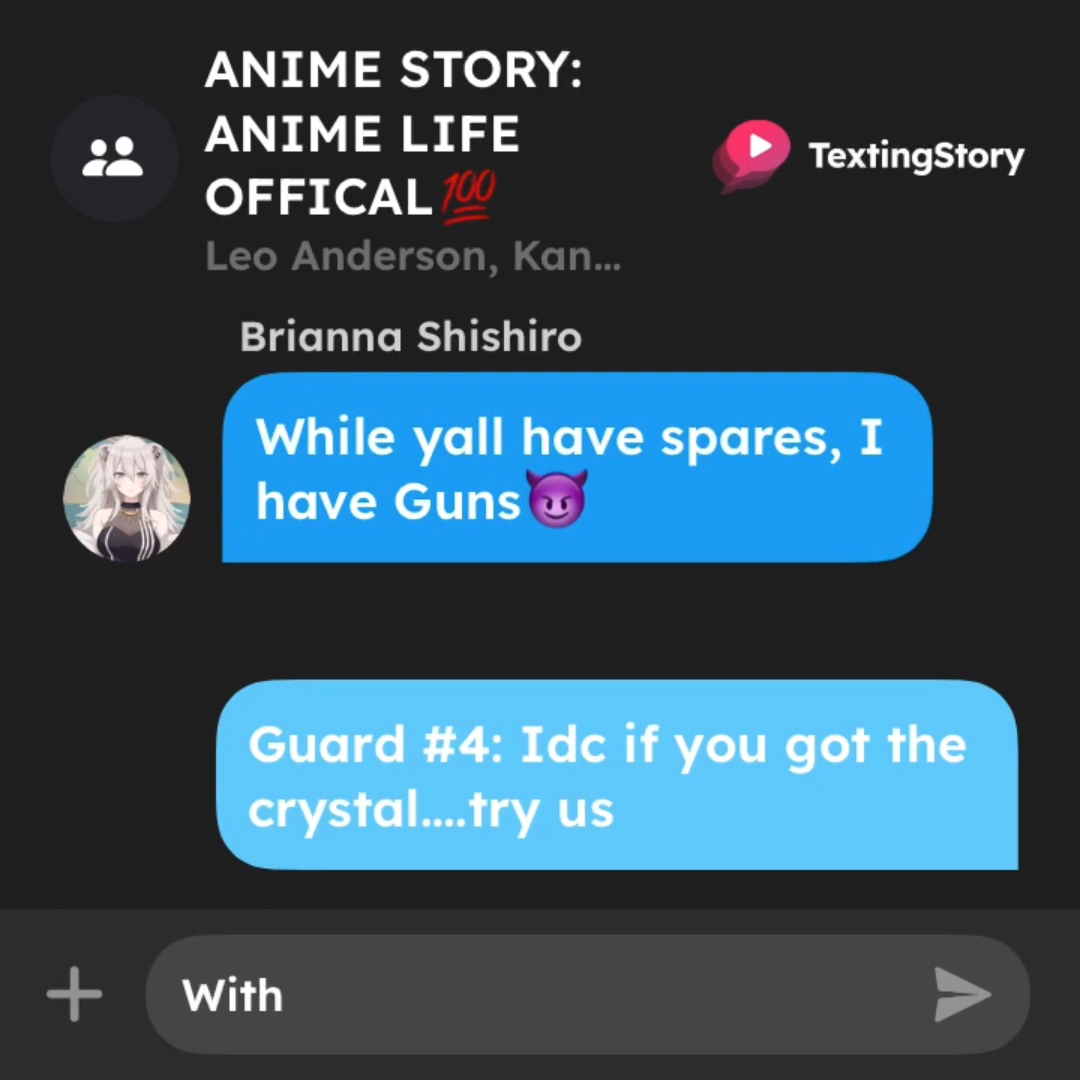 ANIME STORY:
ANIME LIFE
OFFICAL💯
TextingStory
Leo Anderson, Kan...
Brianna Shishiro
While yall have spares, I
have Guns😈
Guard #4: Idc if you got the
crystal....try us
With